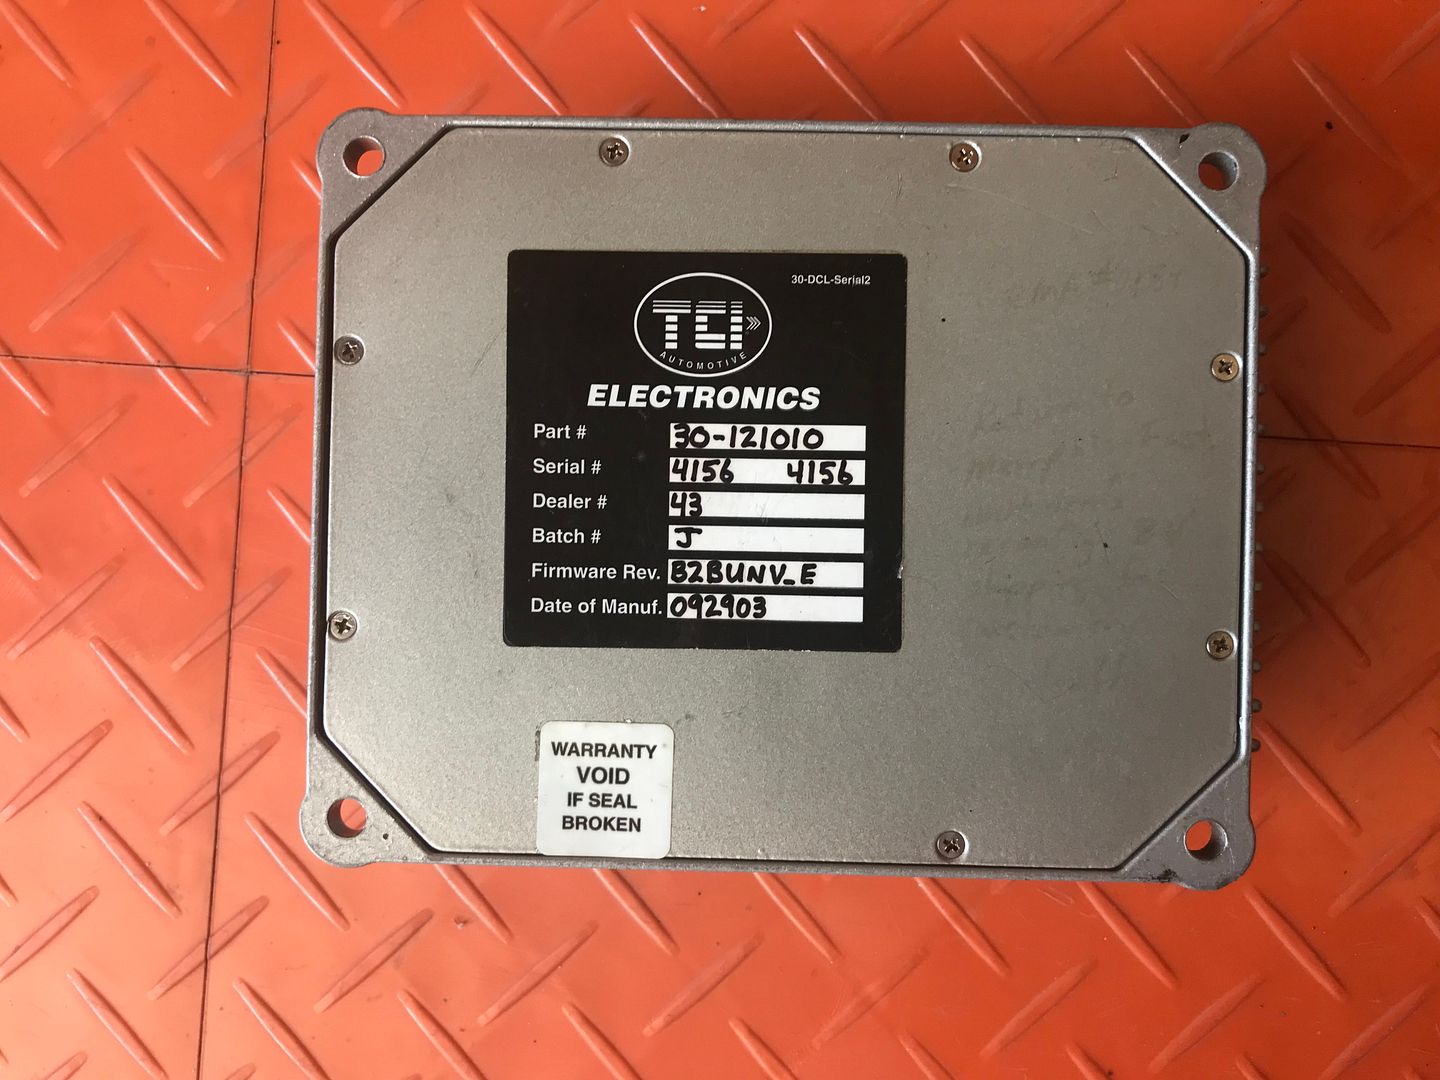 30-DCL-Serial2
TCI
AUTOMOTIVE
ELECTRONICS
Part # 30-121010
Serial # 4156 4156
Dealer # 43
Batch # J
Firmware Rev. B2BUNV_E
Date of Manuf. 092903
WARRANTY
VOID
IF SEAL
BROKEN